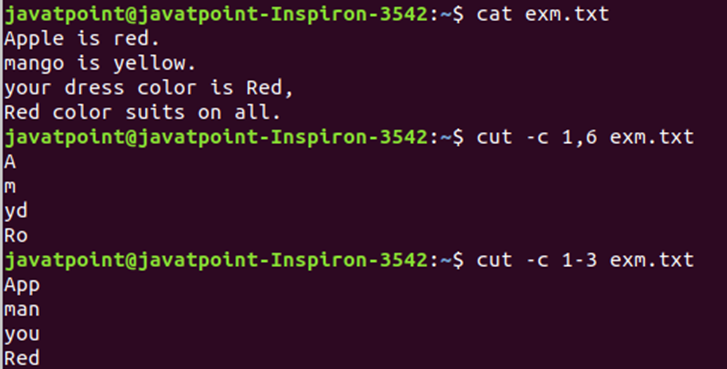 javatpoint@javatpoint-Inspiron-3542:~$ cat exm.txt
Apple is red.
mango is yellow.
your dress color is Red,
Red color suits on all.
javatpoint@javatpoint-Inspiron-3542:~$ cut -c 1,6 exm.txt
A
m
yd
Ro
javatpoint@javatpoint-Inspiron-3542:~$ cut -c 1-3 exm.txt
App
man
you
Red